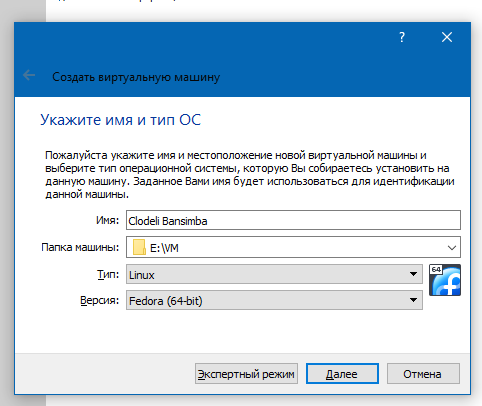 ?
Создать виртуальную машину
Укажите имя и тип ОС
Пожалуйста укажите имя и местоположение новой виртуальной машины и
выберите тип операционной системы, которую Вы собираетесь установить на
данную машину. Заданное Вами имя будет использоваться для идентификации
данной машины.
Имя: Clodeli Bansimba
Папка машины: E:\VM
Тип: Linux
64
Версия: Fedora (64-bit)
Экспертный режим Далее Отмена